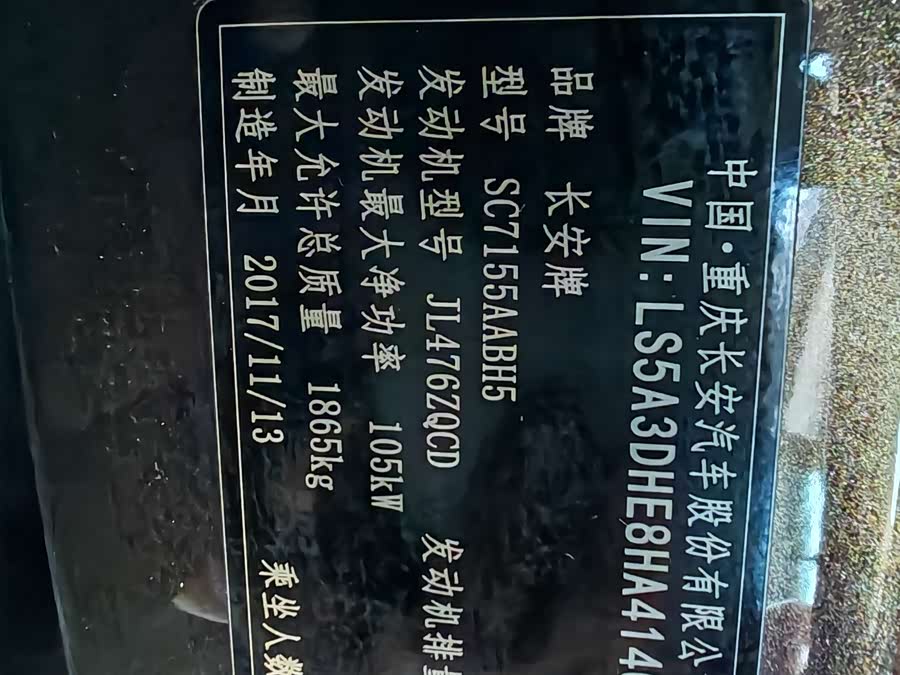 中国·重庆长安汽车股份有限公
VIN:LS5A3DHE8HA414
品牌 长安牌
型号 SC7155AABH5
发动机型号 JL476ZQCD 发动机排量
发动机最大净功率 105kW
最大允许总质量 1865kg
制造年月 2017/11/13 乘坐人数